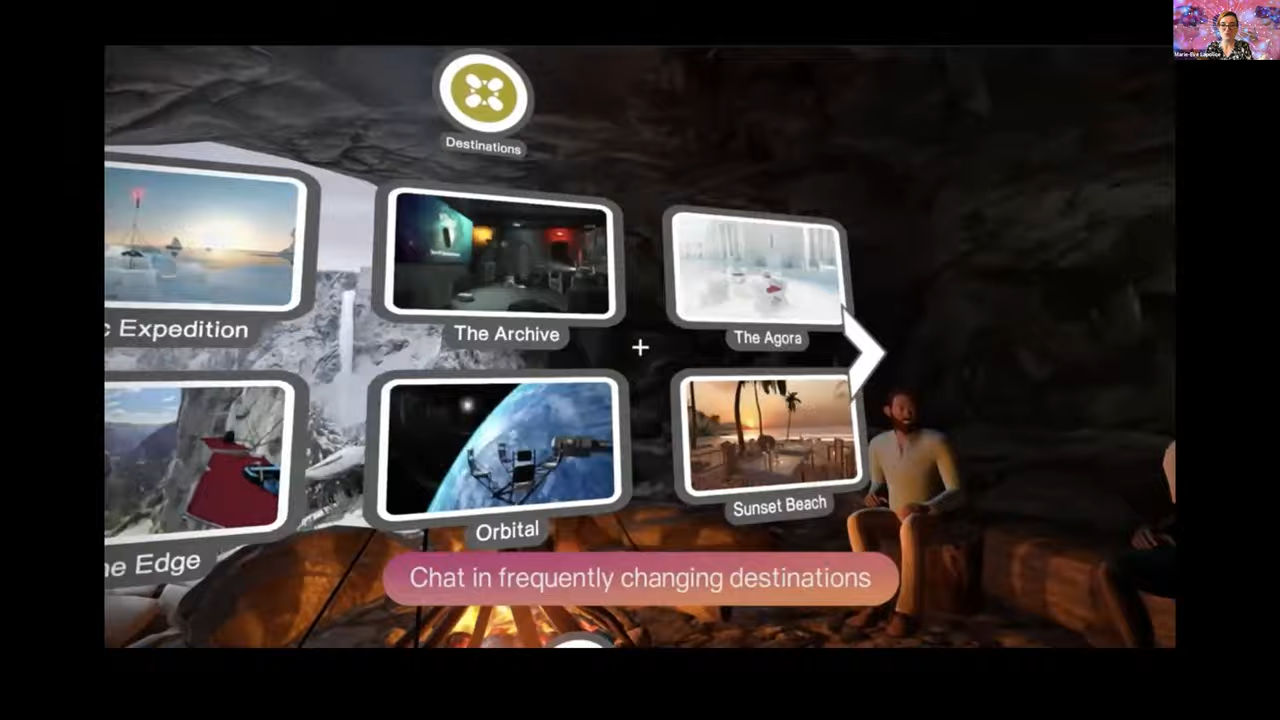 Destinations
c Expedition
The Archive
The Agora
ne Edge
Orbital
Sunset Beach
Chat in frequently changing destinations